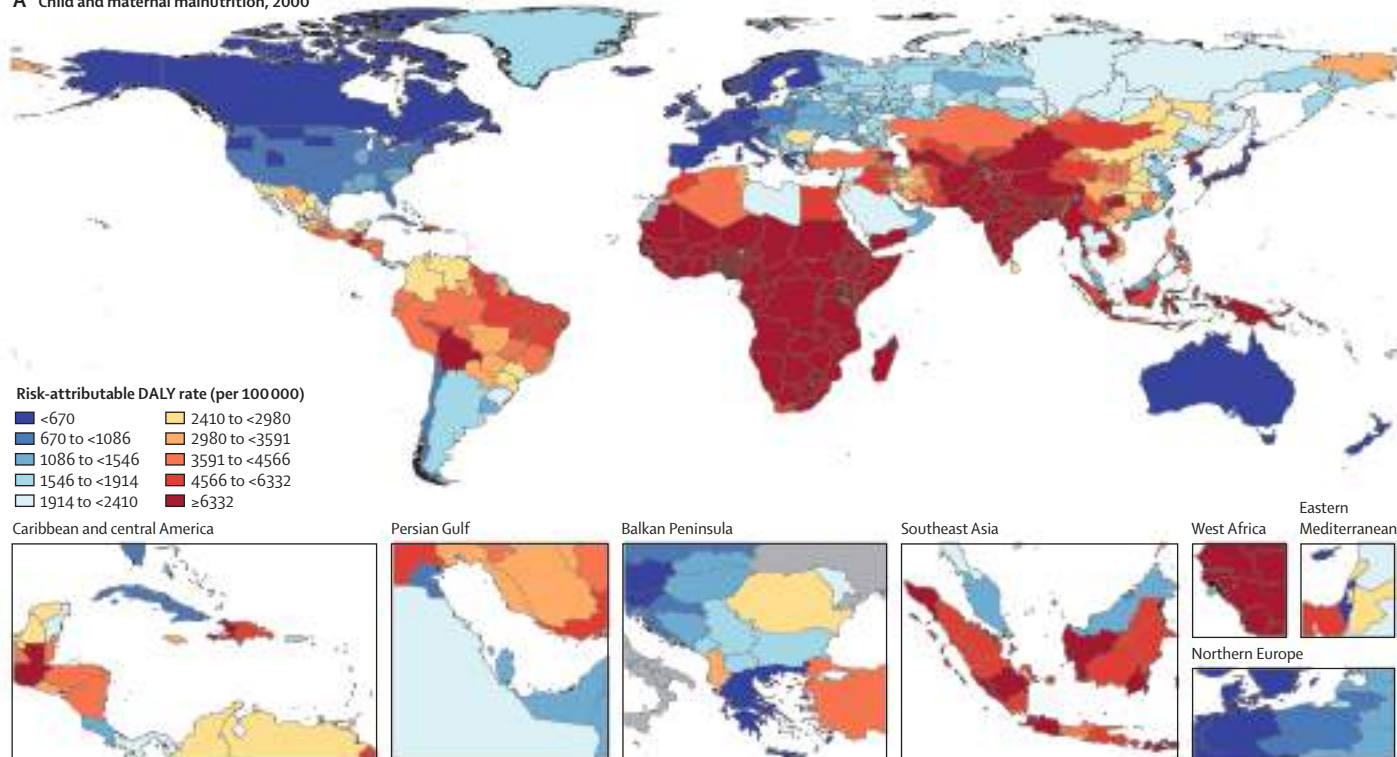 A Child and maternal malnutrition, 2000
Risk-attributable DALY rate (per 100 000)
<670
670 to <1086
1086 to <1546
1546 to <1914
1914 to <2410
2410 to <2980
2980 to <3591
3591 to <4566
4566 to <6332
≥6332
Caribbean and central America
Persian Gulf
Balkan Peninsula
Southeast Asia
West Africa
Eastern
Mediterranean
Northern Europe